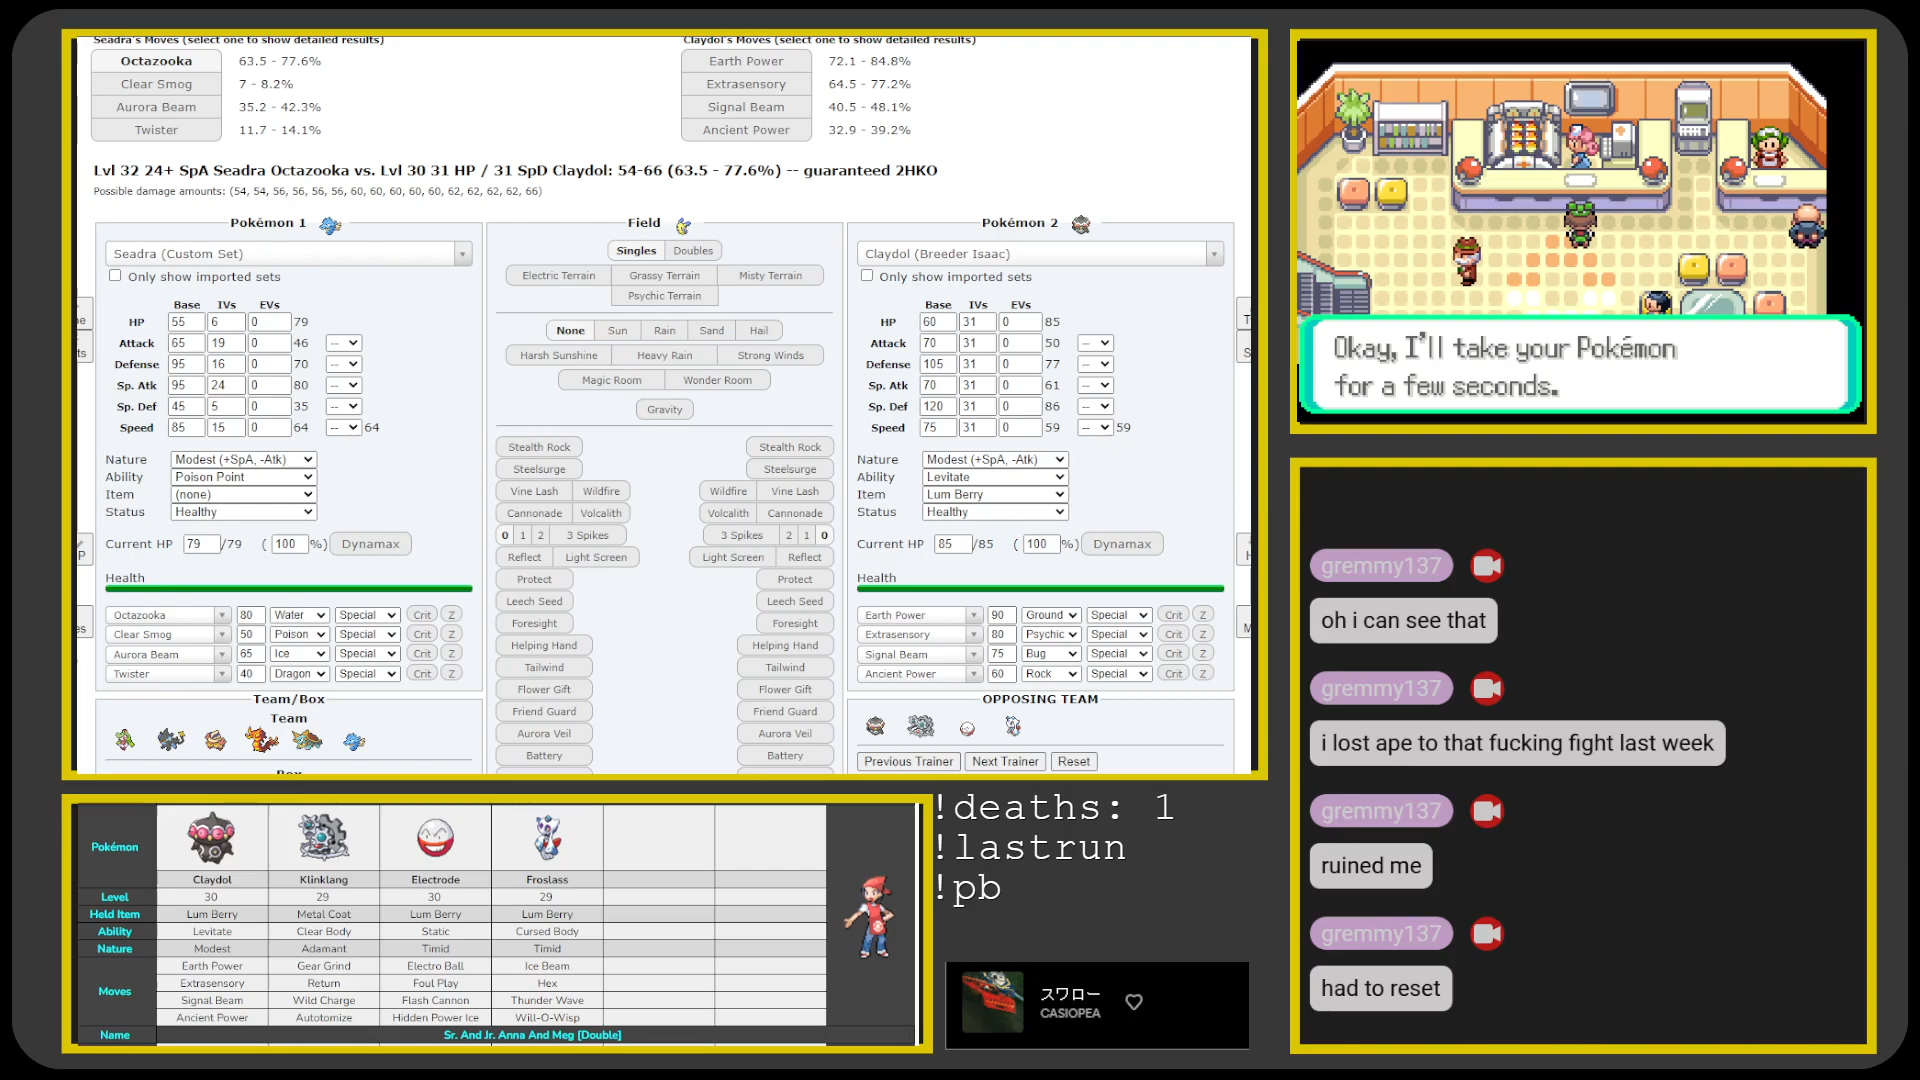 Seadra's Moves (select one to show detailed results)
Octazooka 63.5 - 77.6%
Clear Smog 7 - 8.2%
Aurora Beam 35.2 - 42.3%
Twister 11.7 - 14.1%
Claydol's Moves (select one to show detailed results)
Earth Power 72.1 - 84.8%
Extrasensory 64.5 - 77.2%
Signal Beam 40.5 - 48.1%
Ancient Power 32.9 - 39.2%
Lvl 32 24+ SpA Seadra Octazooka vs. Lvl 30 31 HP / 31 SpD Claydol: 54-66 (63.5 - 77.6%) -- guaranteed 2HKO
Possible damage amounts: (54, 54, 56, 56, 56, 56, 60, 60, 60, 60, 60, 62, 62, 62, 62, 66)
Pokémon 1
Seadra (Custom Set)
Only show imported sets
Base IVs EVs
HP 55 6 0 79
Attack 65 19 0 46 --
Defense 95 16 0 70 --
Sp. Atk 95 24 0 80 --
Sp. Def 45 5 0 35 --
Speed 85 15 0 64 -- 64
Nature Modest (+SpA, -Atk)
Ability Poison Point
Item (none)
Status Healthy
Current HP 79 /79 ( 100 %) Dynamax
Health
Octazooka 80 Water Special Crit Z
Clear Smog 50 Poison Special Crit Z
Aurora Beam 65 Ice Special Crit Z
Twister 40 Dragon Special Crit Z
Team/Box
Team
Field
Singles Doubles
Electric Terrain Grassy Terrain Misty Terrain
Psychic Terrain
None Sun Rain Sand Hail
Harsh Sunshine Heavy Rain Strong Winds
Magic Room Wonder Room
Gravity
Stealth Rock Stealth Rock
Steelsurge Steelsurge
Vine Lash Wildfire Wildfire Vine Lash
Cannonade Volcalith Volcalith Cannonade
0 1 2 3 Spikes 3 Spikes 2 1 0
Reflect Light Screen Light Screen Reflect
Protect Protect
Leech Seed Leech Seed
Foresight Foresight
Helping Hand Helping Hand
Tailwind Tailwind
Flower Gift Flower Gift
Friend Guard Friend Guard
Aurora Veil Aurora Veil
Battery Battery
Pokémon 2
Claydol (Breeder Isaac)
Only show imported sets
Base IVs EVs
HP 60 31 0 85
Attack 70 31 0 50 --
Defense 105 31 0 77 --
Sp. Atk 70 31 0 61 --
Sp. Def 120 31 0 86 --
Speed 75 31 0 59 -- 59
Nature Modest (+SpA, -Atk)
Ability Levitate
Item Lum Berry
Status Healthy
Current HP 85 /85 ( 100 %) Dynamax
Health
Earth Power 90 Ground Special Crit Z
Extrasensory 80 Psychic Special Crit Z
Signal Beam 75 Bug Special Crit Z
Ancient Power 60 Rock Special Crit Z
OPPOSING TEAM
Previous Trainer Next Trainer Reset
Okay, I'll take your Pokémon
for a few seconds.
gremmy137
oh i can see that
gremmy137
i lost ape to that fucking fight last week
gremmy137
ruined me
gremmy137
had to reset
Pokémon
Claydol Klinklang Electrode Froslass
Level 30 29 30 29
Held Item Lum Berry Metal Coat Lum Berry Lum Berry
Ability Levitate Clear Body Static Cursed Body
Nature Modest Adamant Timid Timid
Moves
Earth Power Gear Grind Electro Ball Ice Beam
Extrasensory Return Foul Play Hex
Signal Beam Wild Charge Flash Cannon Thunder Wave
Ancient Power Autotomize Hidden Power Ice Will-O-Wisp
Name Sr. And Jr. Anna And Meg [Double]
!deaths: 1
!lastrun
!pb
スワロー
CASIOPEA